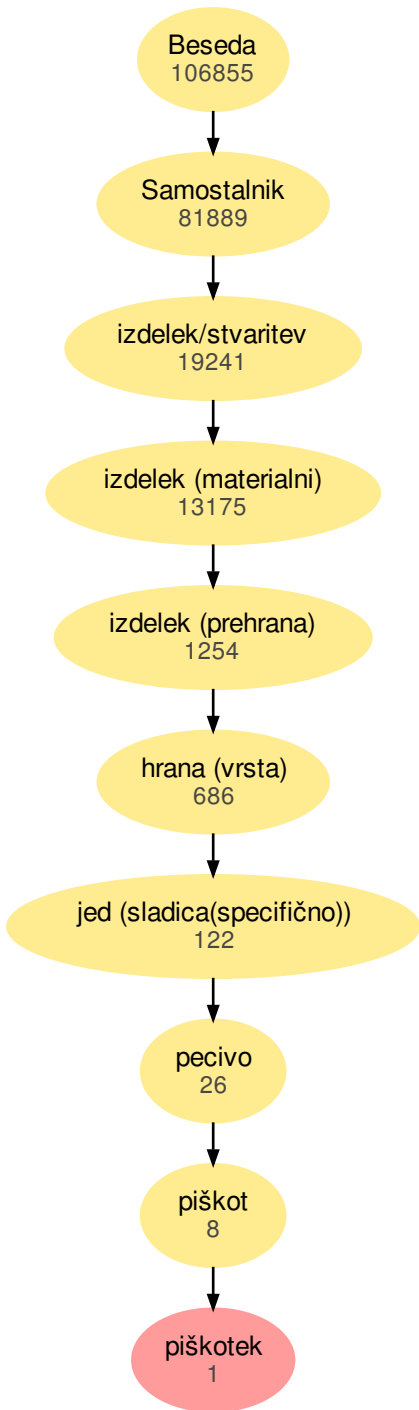 Beseda
106855
Samostalnik
81889
izdelek/stvaritev
19241
izdelek (materialni)
13175
izdelek (prehrana)
1254
hrana (vrsta)
686
jed (sladica(specifično))
122
pecivo
26
piškot
8
piškotek
1